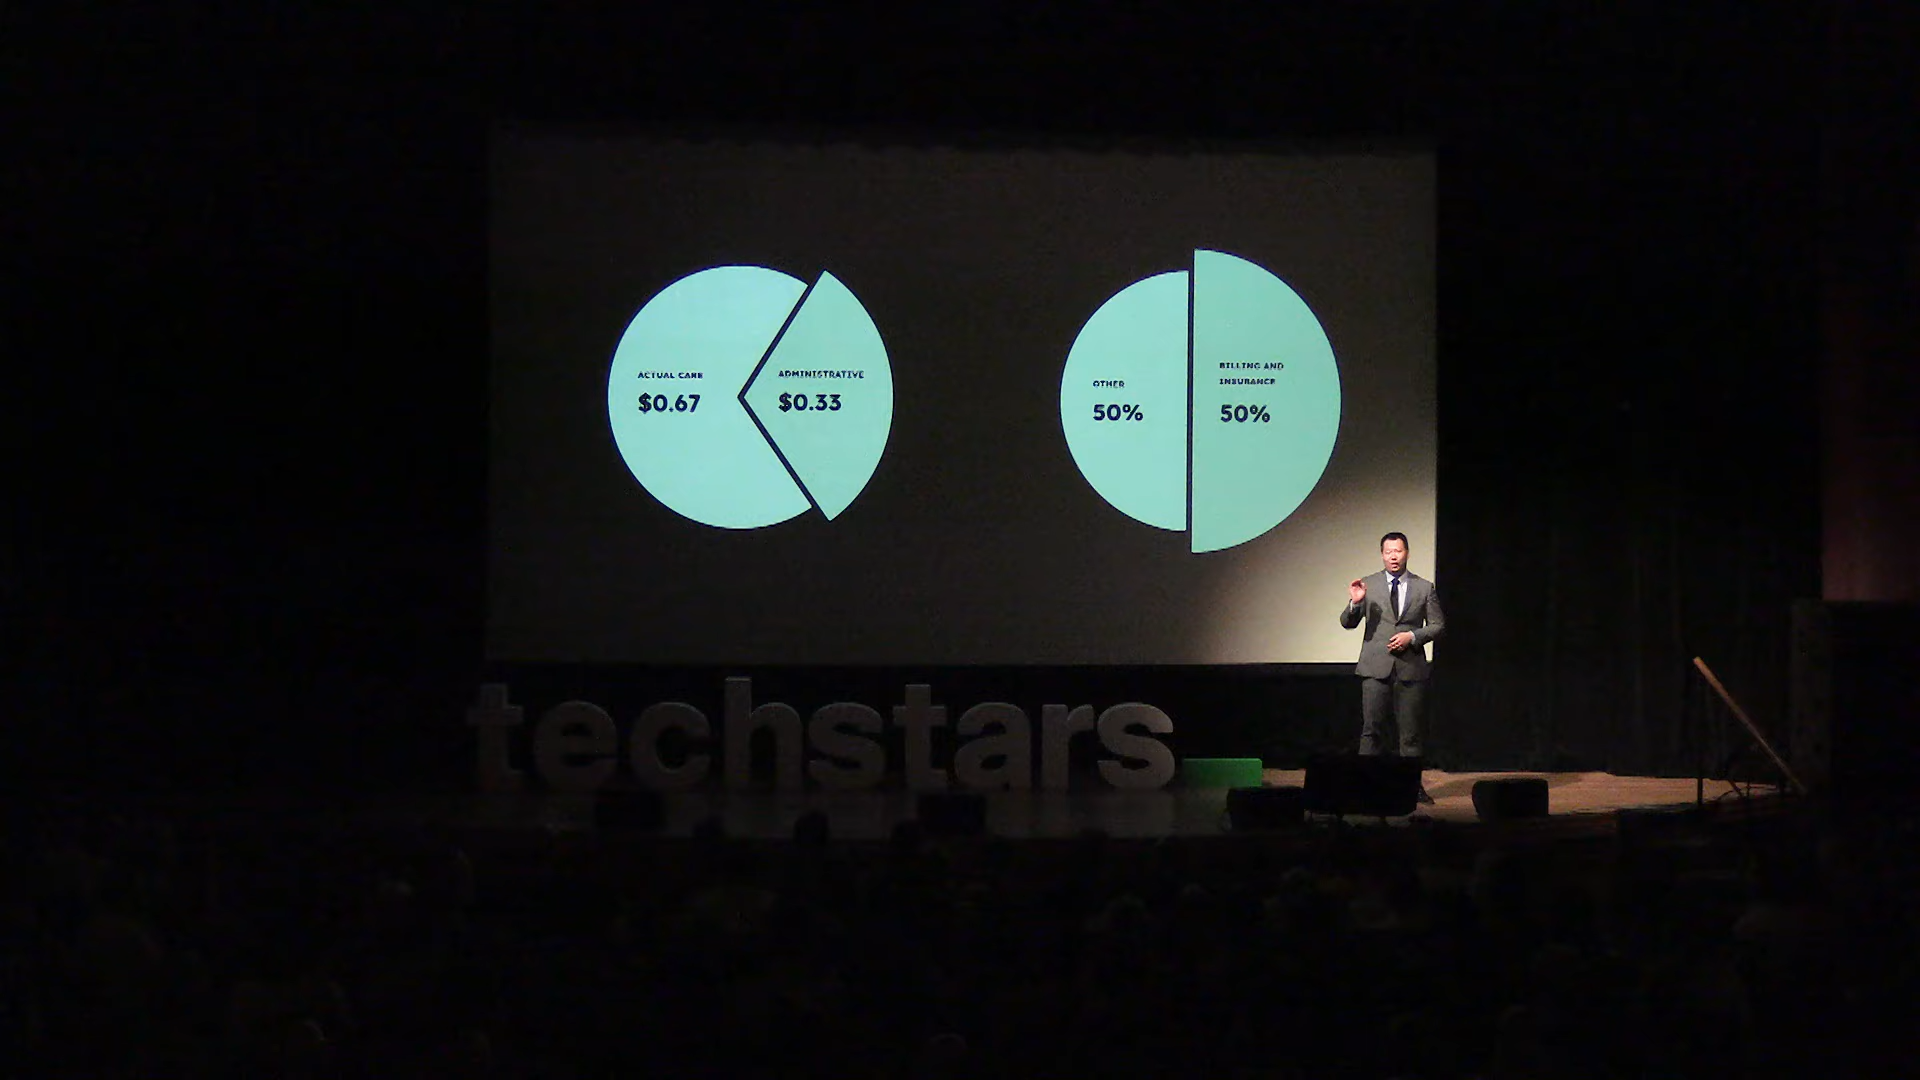 ACTUAL CARE
$0.67
ADMINISTRATIVE
$0.33
OTHER
50%
BILLING AND
INSURANCE
50%
techstars